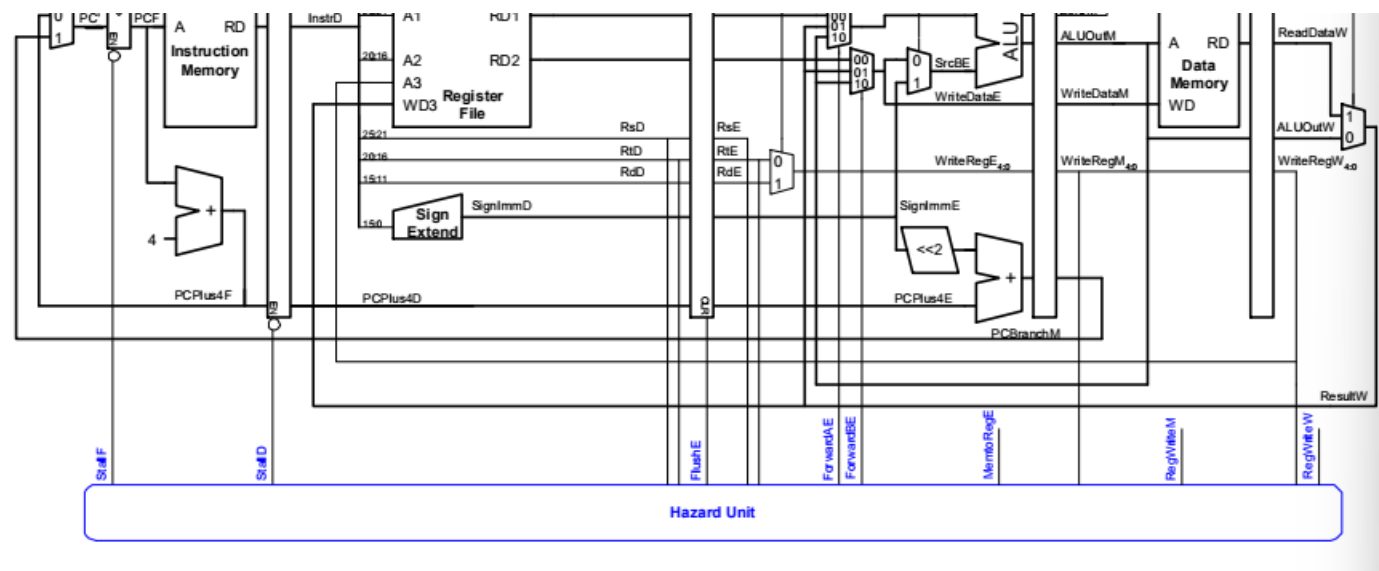 0
1
PC'
PCF
EN
A RD
Instruction
Memory
InstrD
A1 RD1
20:16
A2 RD2
A3
WD3
Register
File
00
01
10
00
01
10
0
1
SrcBE
ALU
WriteDataE
ALUOutM
WriteDataM
A RD
Data
Memory
WD
ReadDataW
ALUOutW
1
0
25:21
20:16
15:11
RsD
RtD
RdD
RsE
RtE
RdE
0
1
WriteRegE4:0
WriteRegM4:0
WriteRegW4:0
15:0
Sign
Extend
SignImmD
SignImmE
<<2
+
4
+
PCPlus4F
EN
PCPlus4D
CLR
PCPlus4E
PCBranchM
ResultW
StallF
StallD
FlushE
ForwardAE
ForwardBE
MemtoRegE
RegWriteM
RegWriteW
Hazard Unit